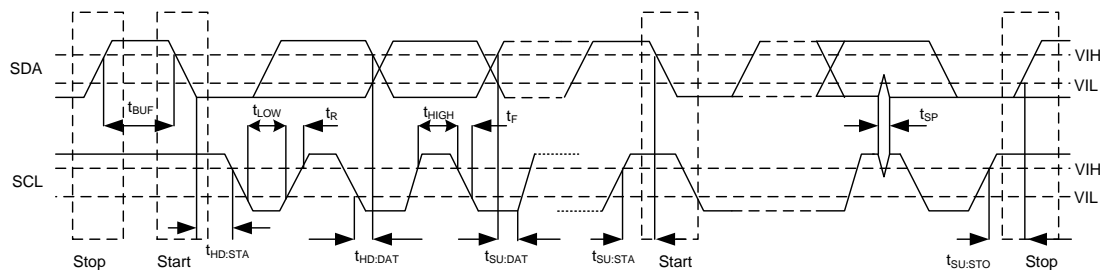 SDA
VIH
VIL
tBUF
tLOW
tR
tHIGH
tF
tSP
SCL
VIH
VIL
tHD:STA
tHD:DAT
tSU:DAT
tSU:STA
tSU:STO
Stop
Start
Start
Stop